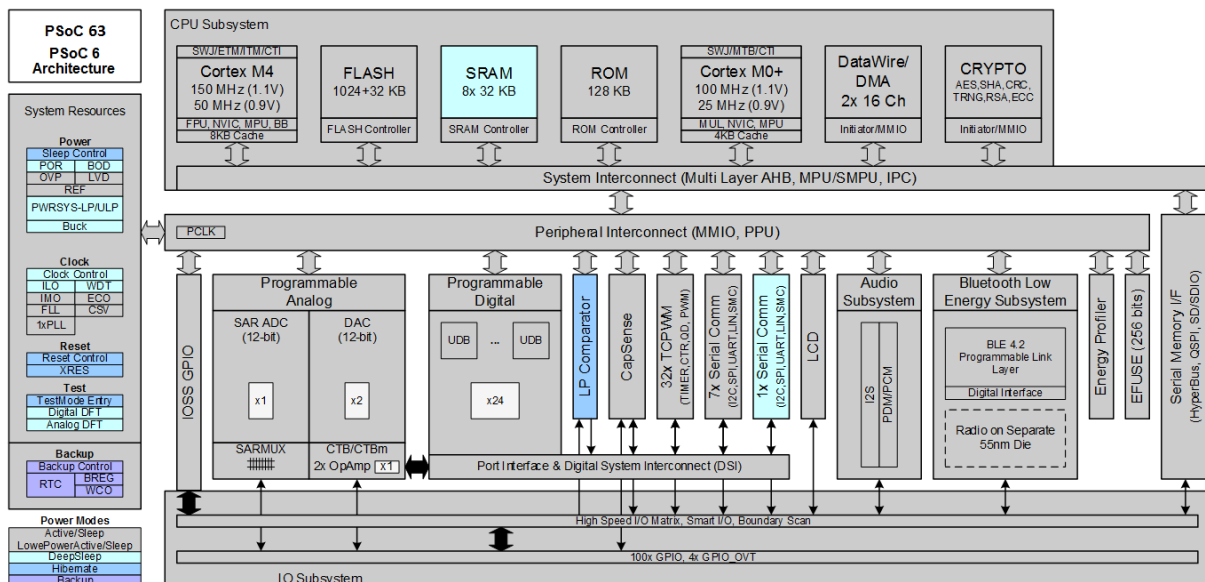 PSoC 63
PSoC 6
Architecture
System Resources
Power
Sleep Control
POR BOD
OVP LVD
REF
PWRSYS-LP/ULP
Buck
Clock
Clock Control
ILO WDT
IMO ECO
FLL CSV
1xPLL
Reset
Reset Control
XRES
Test
TestMode Entry
Digital DFT
Analog DFT
Backup
Backup Control
RTC BREG
WCO
Power Modes
Active/Sleep
LowePowerActive/Sleep
DeepSleep
Hibernate
Backup
CPU Subsystem
SWJ/ETM/ITM/CTI
Cortex M4
150 MHz (1.1V)
50 MHz (0.9V)
FPU, NVIC, MPU, BB
8KB Cache
FLASH
1024+32 KB
FLASH Controller
SRAM
8x 32 KB
SRAM Controller
ROM
128 KB
ROM Controller
SWJ/MTB/CTI
Cortex M0+
100 MHz (1.1V)
25 MHz (0.9V)
MUL, NVIC, MPU
4KB Cache
DataWire/
DMA
2x 16 Ch
Initiator/MMIO
CRYPTO
AES,SHA,CRC,
TRNG,RSA,ECC
Initiator/MMIO
System Interconnect (Multi Layer AHB, MPU/SMPU, IPC)
PCLK
Peripheral Interconnect (MMIO, PPU)
IOSS GPIO
Programmable
Analog
SAR ADC
(12-bit)
x1
DAC
(12-bit)
x2
SARMUX
CTB/CTBm
2x OpAmp x1
Programmable
Digital
UDB ... UDB
x24
LP Comparator
CapSense
32x TCPWM
(TIMER,CTR,QD, PWM)
7x Serial Comm
(I2C,SPI,UART,LIN,SMC)
1x Serial Comm
(I2C,SPI,UART,LIN,SMC)
LCD
Audio
Subsystem
I2S
PDM/PCM
Bluetooth Low
Energy Subsystem
BLE 4.2
Programmable Link
Layer
Digital Interface
Radio on Separate
55nm Die
Energy Profiler
EFUSE (256 bits)
Serial Memory I/F
(HyperBus, QSPI, SD/SDIO)
Port Interface & Digital System Interconnect (DSI)
High Speed I/O Matrix, Smart I/O, Boundary Scan
100x GPIO, 4x GPIO_OVT
IO Subsystem